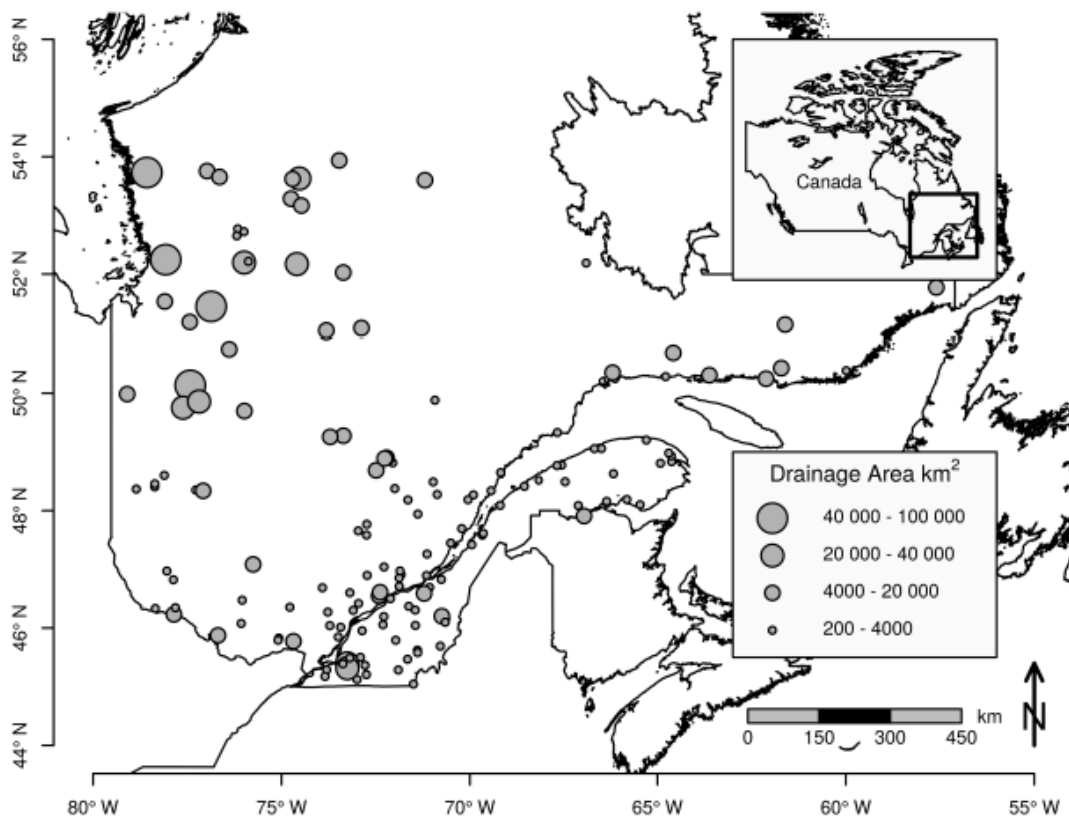 56° N
54° N
52° N
50° N
48° N
46° N
44° N
Canada
Drainage Area km²
40 000 - 100 000
20 000 - 40 000
4000 - 20 000
200 - 4000
km
0 150 300 450
N
80° W 75° W 70° W 65° W 60° W 55° W